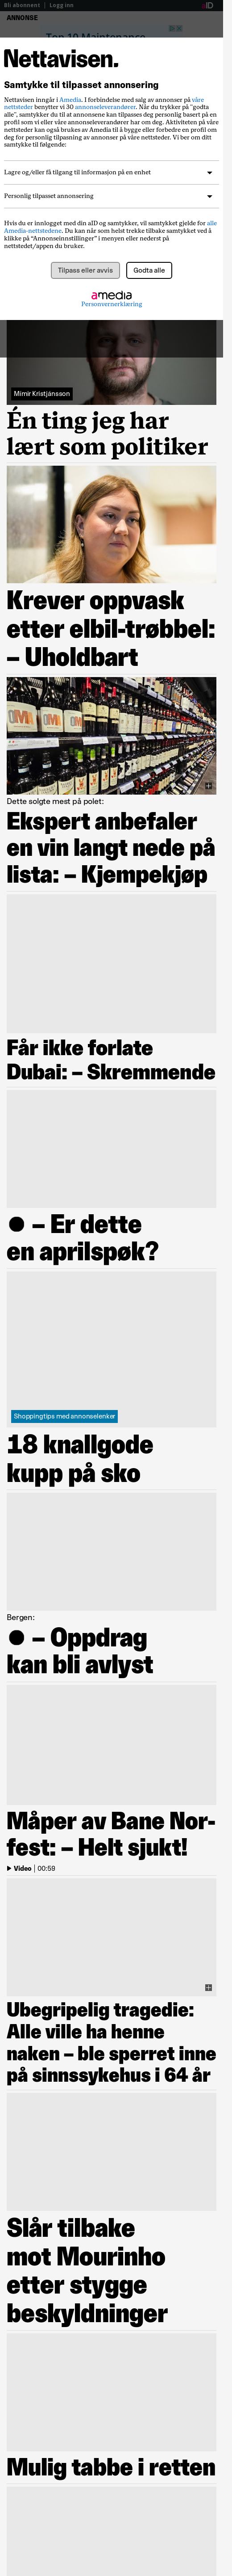 Bli abonnent | Logg inn
aID
ANNONSE
Top 10 Maintenance
Nettavisen.
Samtykke til tilpasset annonsering
Nettavisen inngår i Amedia. I forbindelse med salg av annonser på våre
nettsteder benytter vi 30 annonseleverandører. Når du trykker på "godta
alle", samtykker du til at annonsene kan tilpasses deg personlig basert på en
profil som vi eller våre annonseleverandører har om deg. Aktiviteten på våre
nettsteder kan også brukes av Amedia til å bygge eller forbedre en profil om
deg for personlig tilpasning av annonser på våre nettsteder. Vi ber om ditt
samtykke til følgende:
Lagre og/eller få tilgang til informasjon på en enhet
Personlig tilpasset annonsering
Hvis du er innlogget med din aID og samtykker, vil samtykket gjelde for alle
Amedia-nettstedene. Du kan når som helst trekke tilbake samtykket ved å
klikke på “Annonseinnstillinger” i menyen eller nederst på
nettstedet/appen du bruker.
Tilpass eller avvis
Godta alle
amedia
Personvernerklæring
Mímir Kristjánsson
Én ting jeg har
lært som politiker
Krever oppvask
etter elbil-trøbbel:
– Uholdbart
Dette solgte mest på polet:
Ekspert anbefaler
en vin langt nede på
lista: – Kjempekjøp
Får ikke forlate
Dubai: – Skremmende
● – Er dette
en aprilspøk?
Shoppingtips med annonselenker
18 knallgode
kupp på sko
Bergen:
● – Oppdrag
kan bli avlyst
Måper av Bane Nor-
fest: – Helt sjukt!
Video | 00:59
Ubegripelig tragedie:
Alle ville ha henne
naken – ble sperret inne
på sinnssykehus i 64 år
Slår tilbake
mot Mourinho
etter stygge
beskyldninger
Mulig tabbe i retten